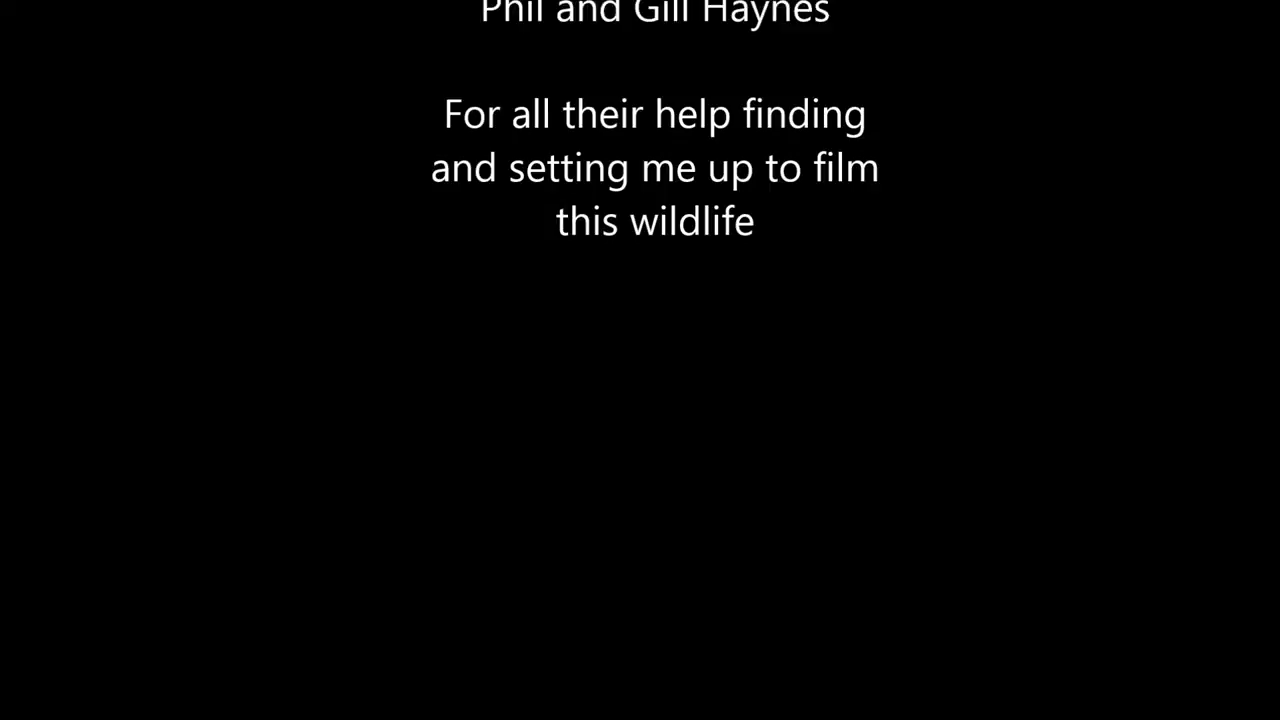 Phil and Gill Haynes
For all their help finding
and setting me up to film
this wildlife